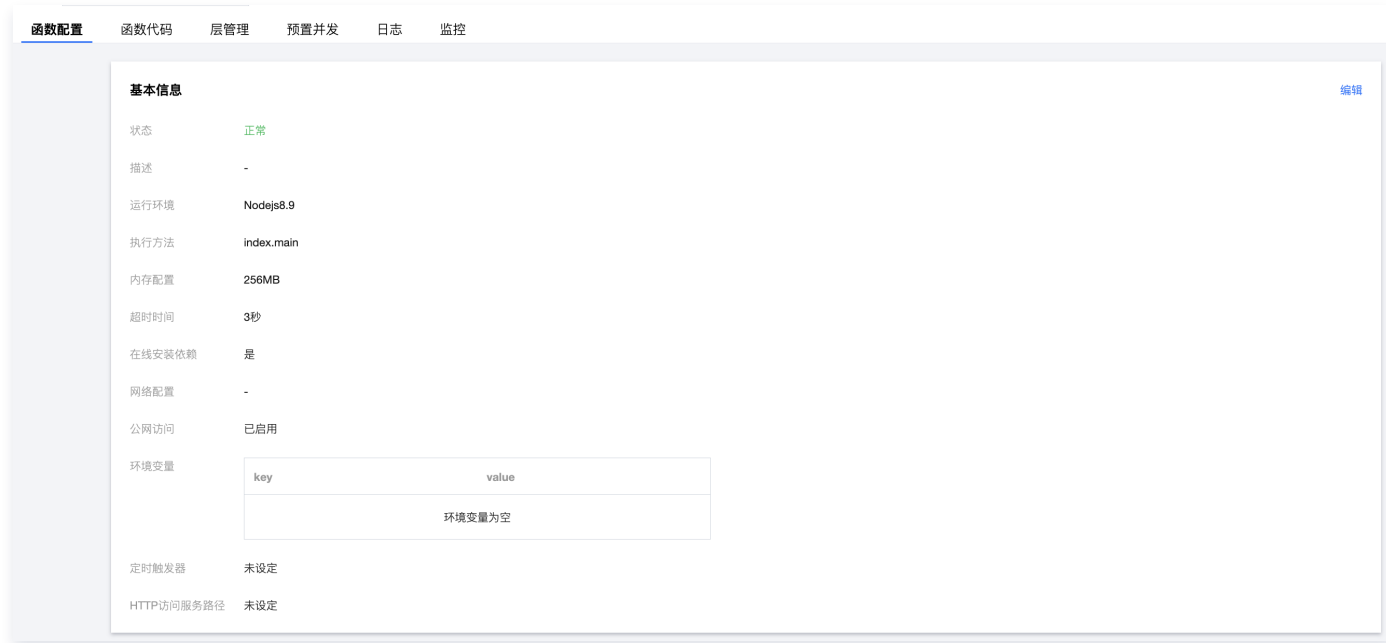 函数配置 函数代码 层管理 预置并发 日志 监控
基本信息 编辑
状态 正常
描述 -
运行环境 Nodejs8.9
执行方法 index.main
内存配置 256MB
超时时间 3秒
在线安装依赖 是
网络配置 -
公网访问 已启用
环境变量
key value
环境变量为空
定时触发器 未设定
HTTP访问服务路径 未设定